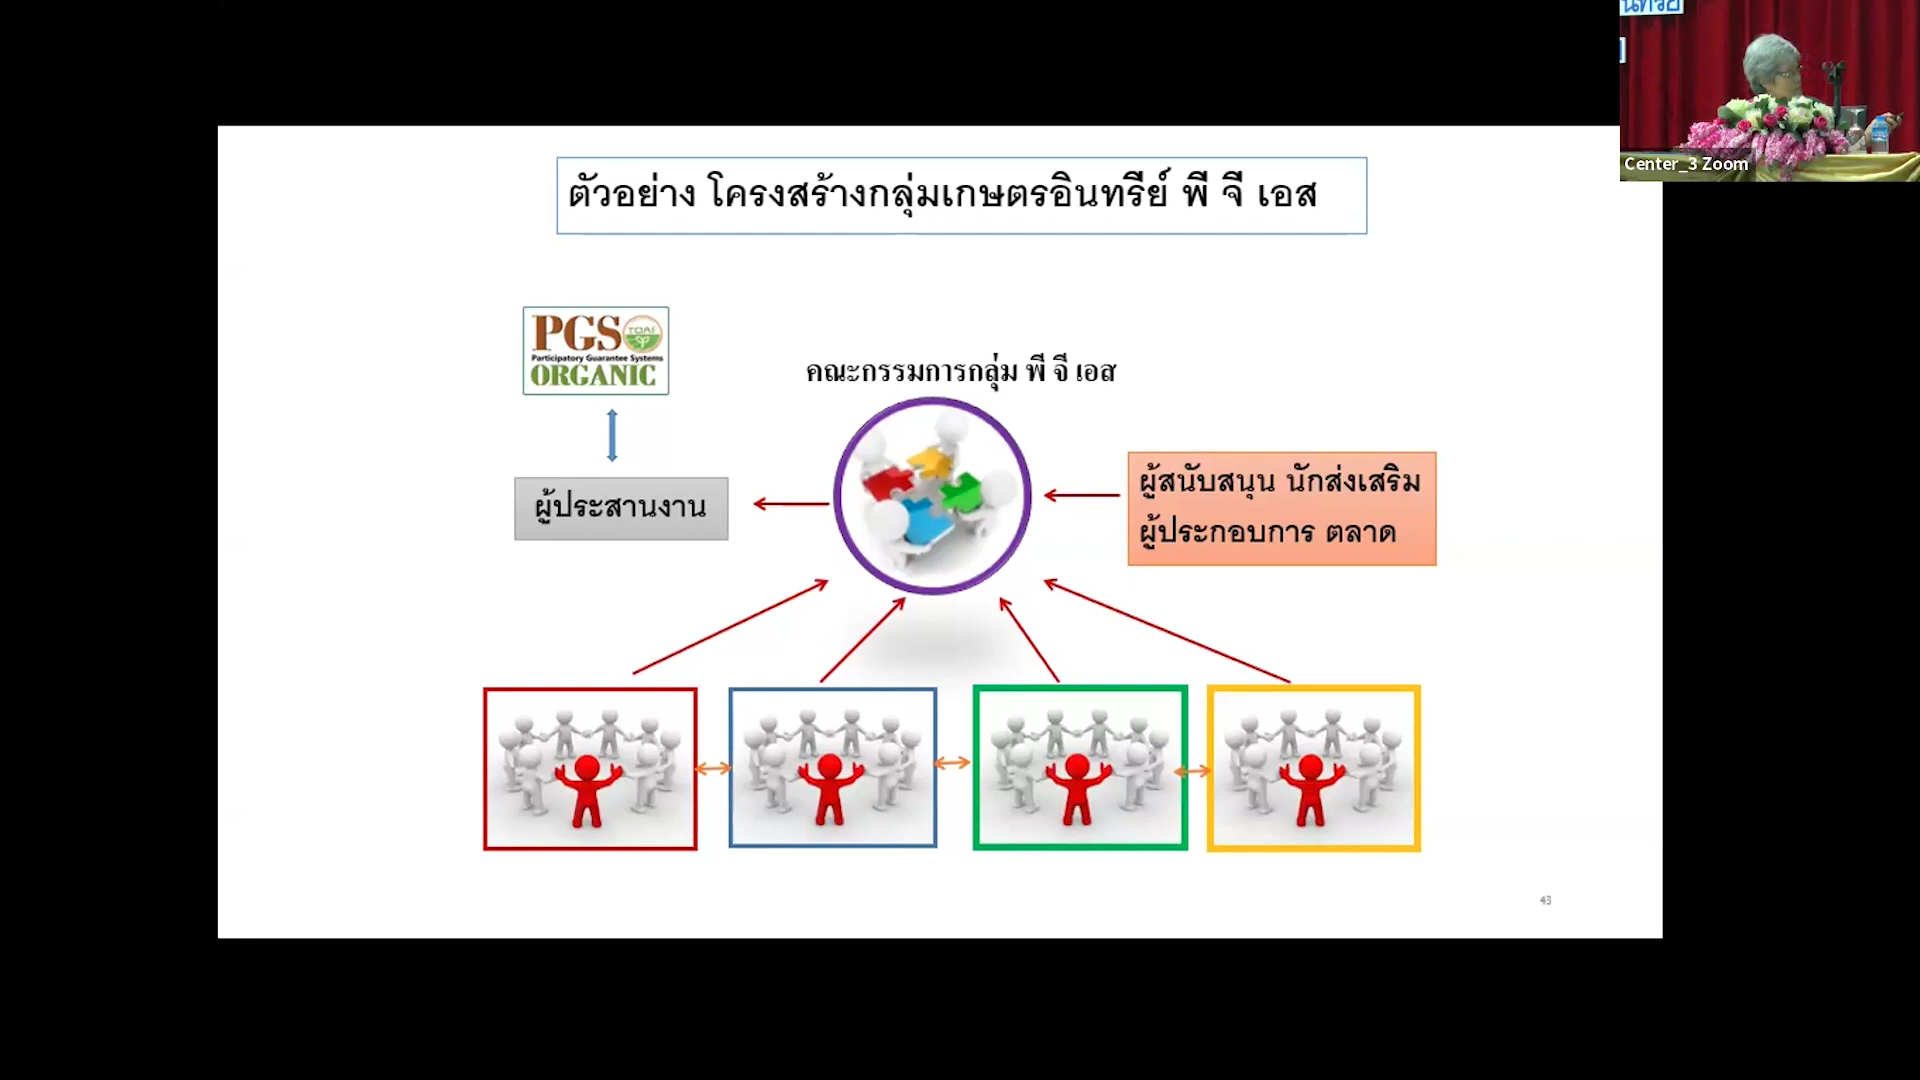 ตัวอย่าง โครงสร้างกลุ่มเกษตรอินทรีย์ พี จี เอส
PGS
TOAF
Participatory Guarantee Systems
ORGANIC
คณะกรรมการกลุ่ม พี จี เอส
ผู้ประสานงาน
ผู้สนับสนุน นักส่งเสริม
ผู้ประกอบการ ตลาด
43
Center_3 Zoom